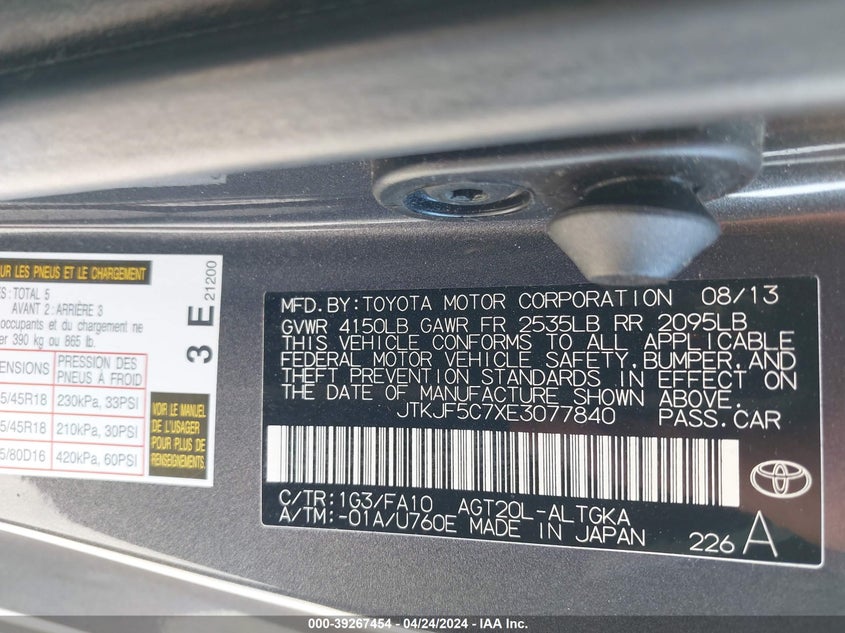 UR LES PNEUS ET LE CHARGEMENT
ES : TOTAL 5
AVANT 2 : ARRIÈRE 3
occupants et du chargement ne
er 390 kg ou 865 lb.
ENSIONS PRESSION DES PNEUS À FROID
5/45R18 230kPa, 33PSI
5/45R18 210kPa, 30PSI
5/80D16 420kPa, 60PSI
VOIR LE MANUEL
DE L'USAGER
POUR PLUS DE
RENSEIGNEMENTS.
3 E 21200
MFD.BY:TOYOTA MOTOR CORPORATION 08/13
GVWR 4150LB GAWR FR 2535LB RR 2095LB
THIS VEHICLE CONFORMS TO ALL APPLICABLE
FEDERAL MOTOR VEHICLE SAFETY,BUMPER,AND
THEFT PREVENTION STANDARDS IN EFFECT ON
THE DATE OF MANUFACTURE SHOWN ABOVE.
JTKJF5C7XE3077840 PASS.CAR
C/TR:1G3/FA10 AGT20L-ALTGKA
A/TM:-01A/U760E MADE IN JAPAN
226 A
000-39267454 - 04/24/2024 - IAAI.com